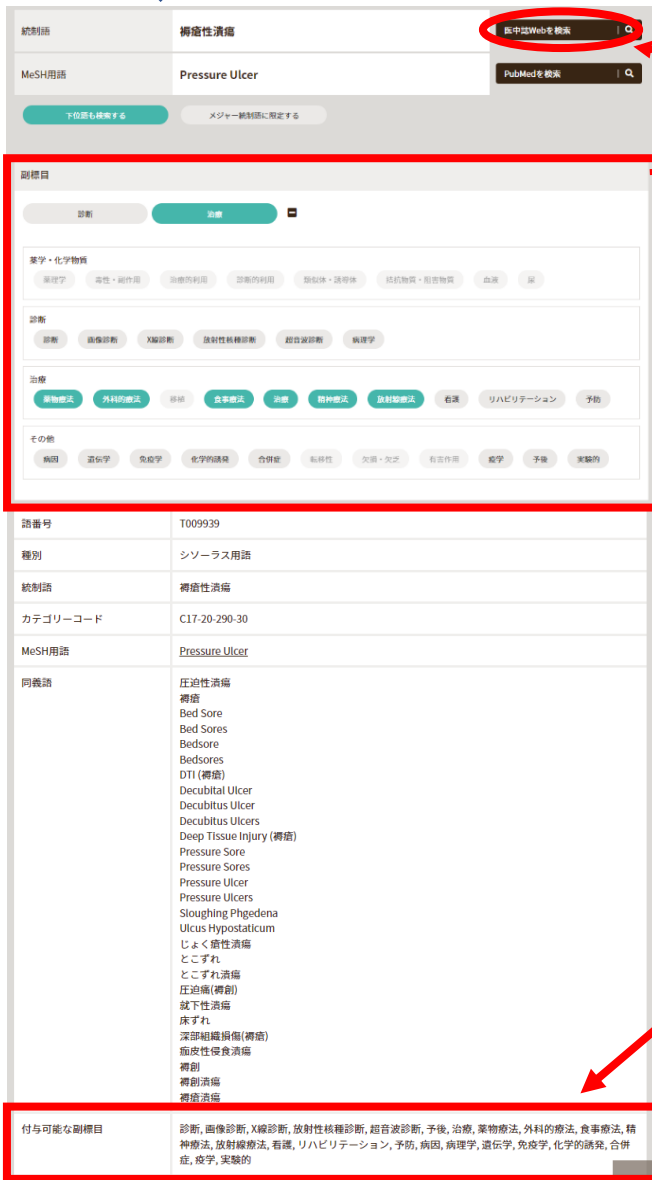 統制語 褥瘡性潰瘍 医中誌Webを検索
MeSH用語 Pressure Ulcer PubMedを検索
下位語も検索する メジャー統制語に限定する
副標目
診断 治療
薬学・化学物質
薬理学 毒性・副作用 治療的利用 診断的利用 類似体・誘導体 拮抗物質・阻害物質 血液 尿
診断
診断 画像診断 X線診断 放射性核種診断 超音波診断 病理学
治療
薬物療法 外科的療法 移植 食事療法 治療 精神療法 放射線療法 看護 リハビリテーション 予防
その他
病因 遺伝学 免疫学 化学的誘発 合併症 転移性 欠損・欠乏 有害作用 疫学 予後 実験的
語番号 T009939
種別 シソーラス用語
統制語 褥瘡性潰瘍
カテゴリーコード C17-20-290-30
MeSH用語 Pressure Ulcer
同義語 圧迫性潰瘍
褥瘡
Bed Sore
Bed Sores
Bedsore
Bedsores
DTI (褥瘡)
Decubital Ulcer
Decubitus Ulcer
Decubitus Ulcers
Deep Tissue Injury (褥瘡)
Pressure Sore
Pressure Sores
Pressure Ulcer
Pressure Ulcers
Sloughing Phgedena
Ulcus Hypostaticum
じょく瘡性潰瘍
とこずれ
とこずれ潰瘍
圧迫痛(褥創)
就下性潰瘍
床ずれ
深部組織損傷(褥瘡)
痂皮性侵食潰瘍
褥創
褥創潰瘍
褥瘡潰瘍
付与可能な副標目 診断, 画像診断, X線診断, 放射性核種診断, 超音波診断, 予後, 治療, 薬物療法, 外科的療法, 食事療法, 精
神療法, 放射線療法, 看護, リハビリテーション, 予防, 病因, 病理学, 遺伝学, 免疫学, 化学的誘発, 合併
症, 疫学, 実験的